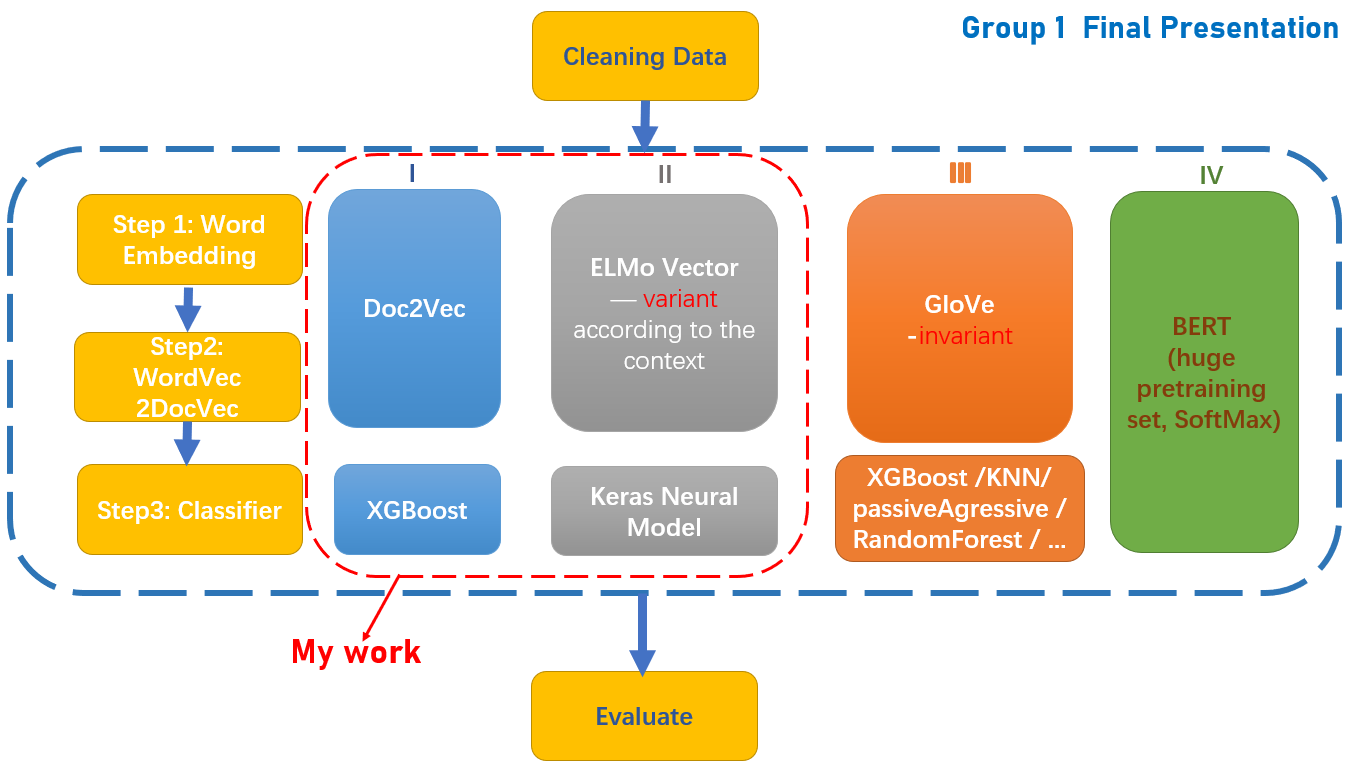 Group 1 Final Presentation
Cleaning Data
Step 1: Word
Embedding
Step2:
WordVec
2DocVec
Step3: Classifier
I
Doc2Vec
XGBoost
II
ELMo Vector
— variant
according to the
context
Keras Neural
Model
III
GloVe
-invariant
XGBoost /KNN/
passiveAgressive /
RandomForest / ...
IV
BERT
(huge
pretraining
set, SoftMax)
My work
Evaluate